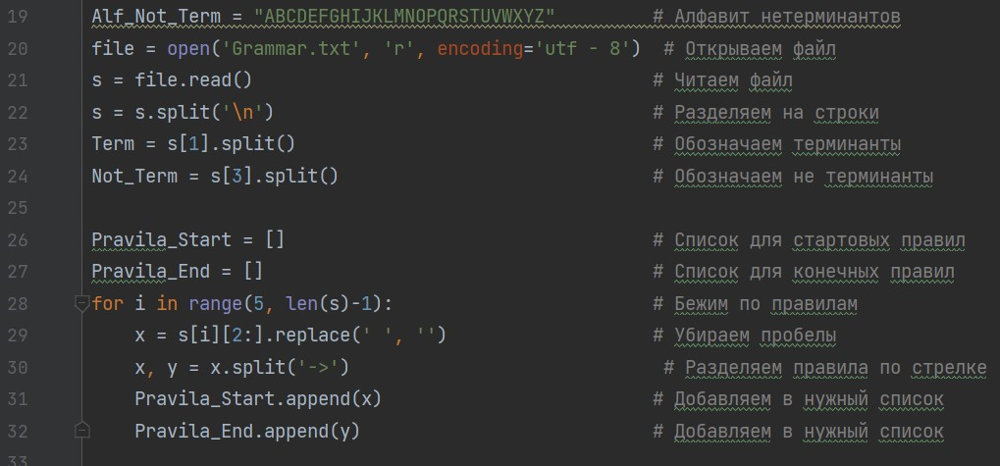 19 Alf_Not_Term = "ABCDEFGHIJKLMNOPQRSTUVWXYZ" # Алфавит нетерминантов
20 file = open('Grammar.txt', 'r', encoding='utf - 8') # Открываем файл
21 s = file.read() # Читаем файл
22 s = s.split('\n') # Разделяем на строки
23 Term = s[1].split() # Обозначаем терминанты
24 Not_Term = s[3].split() # Обозначаем не терминанты
25
26 Pravila_Start = [] # Список для стартовых правил
27 Pravila_End = [] # Список для конечных правил
28 for i in range(5, len(s)-1): # Бежим по правилам
29 x = s[i][2:].replace(' ', '') # Убираем пробелы
30 x, y = x.split('->') # Разделяем правила по стрелке
31 Pravila_Start.append(x) # Добавляем в нужный список
32 Pravila_End.append(y) # Добавляем в нужный список
33